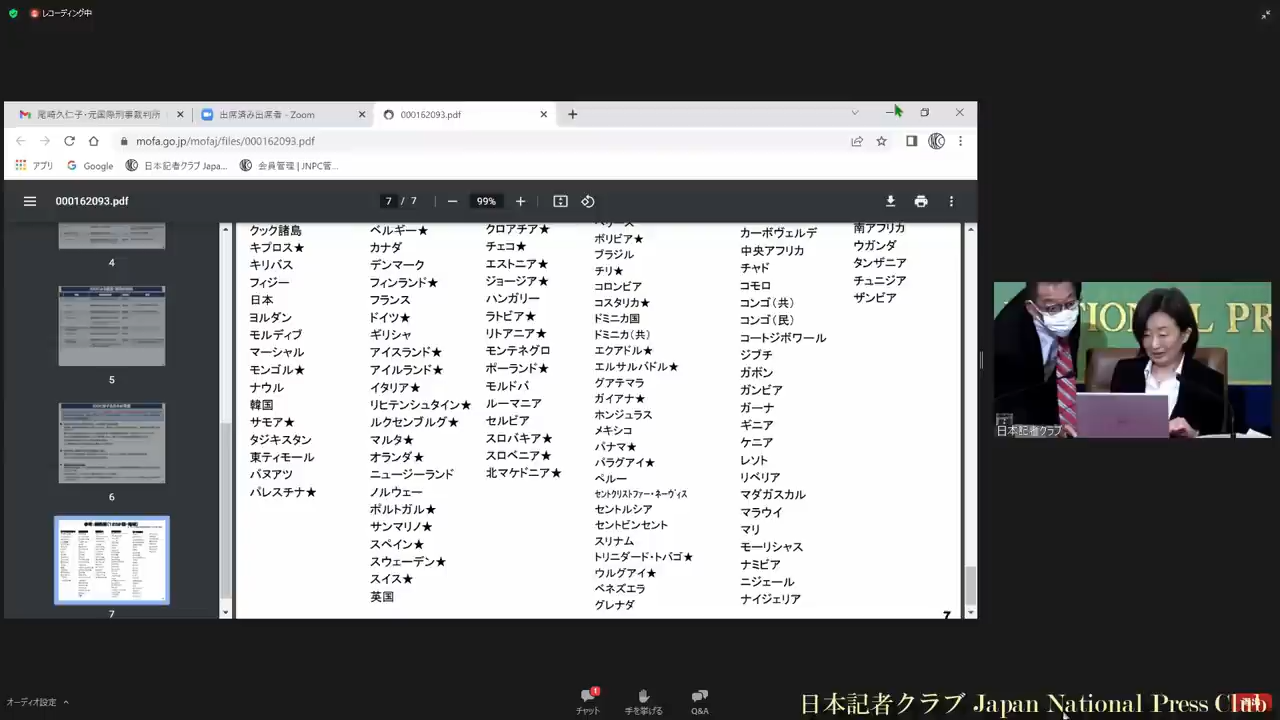 レコーディング中
尾崎久仁子・元国際刑事裁判所
出席済み出席者 - Zoom
000162093.pdf
mofa.go.jp/mofaj/files/000162093.pdf
アプリ
Google
日本記者クラブ Japa...
会員管理 | JNPC管...
000162093.pdf
7 / 7
99%
4
5
6
7
クック諸島
キプロス★
キリバス
フィジー
日本
ヨルダン
モルディブ
マーシャル
モンゴル★
ナウル
韓国
サモア★
タジキスタン
東ティモール
バヌアツ
パレスチナ★
ベルギー★
カナダ
デンマーク
フィンランド★
フランス
ドイツ★
ギリシャ
アイスランド★
アイルランド★
イタリア★
リヒテンシュタイン★
ルクセンブルグ★
マルタ★
オランダ★
ニュージーランド
ノルウェー
ポルトガル★
サンマリノ★
スペイン★
スウェーデン★
スイス★
英国
クロアチア★
チェコ★
エストニア★
ジョージア★
ハンガリー
ラトビア★
リトアニア★
モンテネグロ
ポーランド★
モルドバ
ルーマニア
セルビア
スロバキア★
スロベニア★
北マケドニア★
ベリーズ
ボリビア★
ブラジル
チリ★
コロンビア
コスタリカ★
ドミニカ国
ドミニカ(共)
エクアドル★
エルサルバドル★
グアテマラ
ガイアナ★
ホンジュラス
メキシコ
パナマ★
パラグアイ★
ペルー
セントクリストファー・ネーヴィス
セントルシア
セントビンセント
スリナム
トリニダード・トバゴ★
ウルグアイ★
ベネズエラ
グレナダ
カーボヴェルデ
中央アフリカ
チャド
コモロ
コンゴ(共)
コンゴ(民)
コートジボワール
ジブチ
ガボン
ガンビア
ガーナ
ギニア
ケニア
レソト
リベリア
マダガスカル
マラウイ
マリ
モーリシャス
ナミビア
ニジェール
ナイジェリア
南アフリカ
ウガンダ
タンザニア
チュニジア
ザンビア
7
ONAL PR
日本記者クラブ
オーディオ設定
1
チャット
手を挙げる
Q&A
日本記者クラブ Japan National Press Club